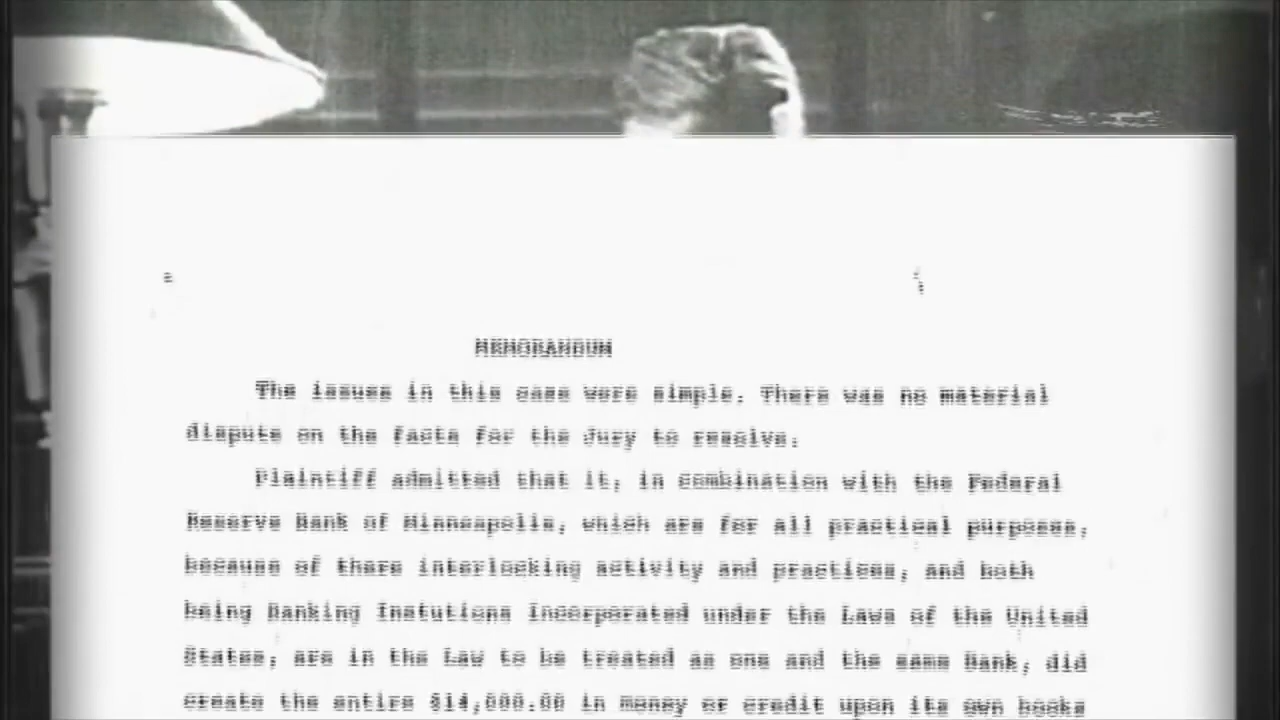 MEMORANDUM
The issues in this case were simple. There was no material
dispute on the facts for the Jury to resolve.
Plaintiff admitted that it, in combination with the Federal
Reserve Bank of Minneapolis, which are for all practical purposes,
because of there interlocking activity and practices, and both
being Banking Instutions Incorporated under the Laws of the United
States, are in the Law to be treated as one and the same Bank, did
create the entire $14,000.00 in money or credit upon its own books